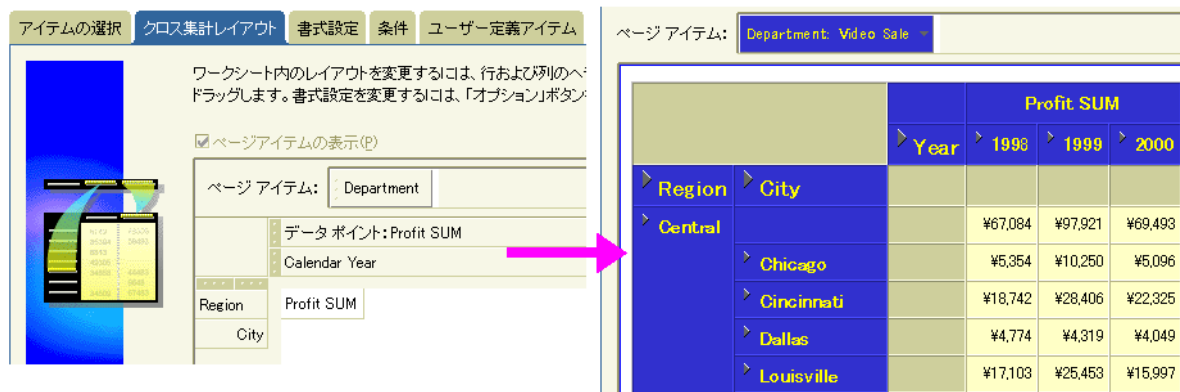 アイテムの選択 クロス集計レイアウト 書式設定 条件 ユーザー定義アイテム
ワークシート内のレイアウトを変更するには、行および列のヘ
ドラッグします。書式設定を変更するには、「オプション」ボタン
ページアイテムの表示(P)
ページ アイテム: Department
データ ポイント:Profit SUM
Calendar Year
Region Profit SUM
City
ページ アイテム: Department: Video Sale
Profit SUM
Year 1998 1999 2000
Region City
Central ¥67,084 ¥97,921 ¥69,493
Chicago ¥5,354 ¥10,250 ¥5,096
Cincinnati ¥18,742 ¥28,406 ¥22,325
Dallas ¥4,774 ¥4,319 ¥4,049
Louisville ¥17,103 ¥25,453 ¥15,997